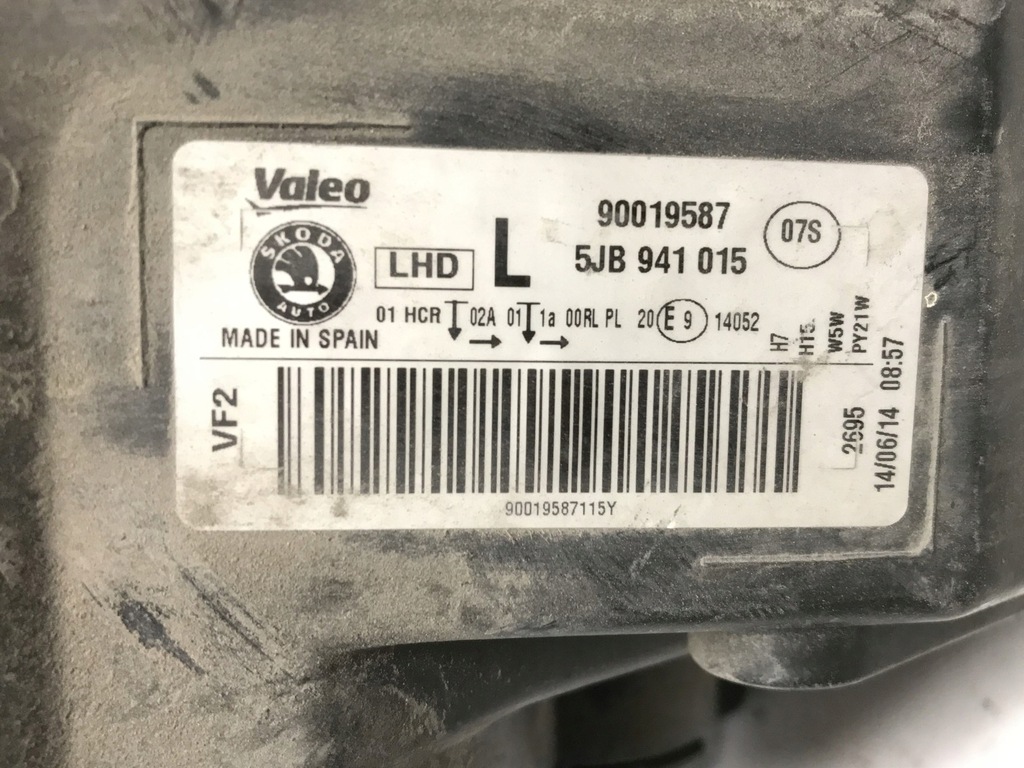 Valeo
SKODA
AUTO
MADE IN SPAIN
LHD
L
90019587
5JB 941 015
07S
01 HCR 02A 01 1a 00RL PL 20 E 9 14052
H7
H15
W5W
PY21W
VF2
90019587115Y
2695
14/06/14 08:57